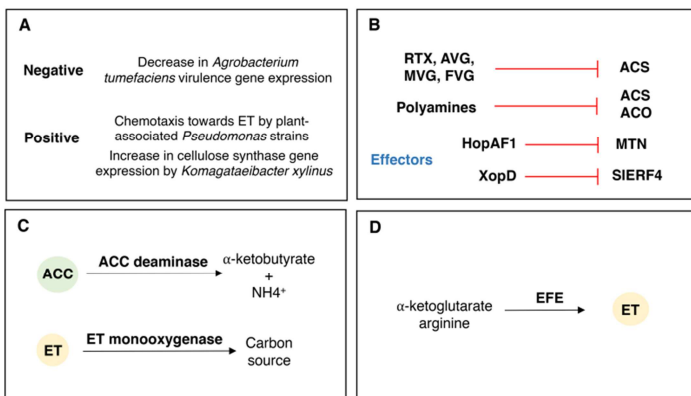 A
Negative
Decrease in Agrobacterium
tumefaciens virulence gene expression
Positive
Chemotaxis towards ET by plant-
associated Pseudomonas strains
Increase in cellulose synthase gene
expression by Komagataeibacter xylinus
B
RTX, AVG,
MVG, FVG
ACS
Polyamines
ACS
ACO
Effectors
HopAF1
MTN
XopD
SlERF4
C
ACC
ACC deaminase
α-ketobutyrate
+
NH4⁺
ET
ET monooxygenase
Carbon
source
D
α-ketoglutarate
arginine
EFE
ET